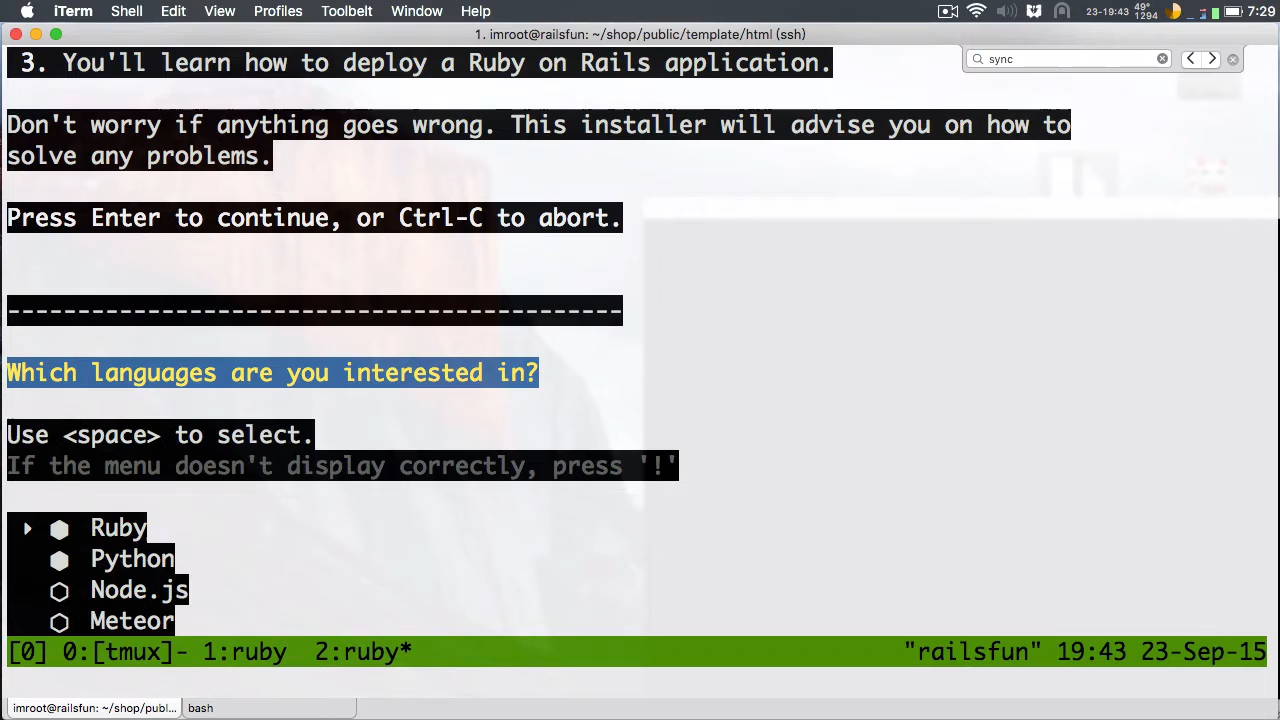 iTerm Shell Edit View Profiles Toolbelt Window Help 23-19:43 49° 1294 7:29
1. imroot@railsfun: ~/shop/public/template/html (ssh)
sync
3. You'll learn how to deploy a Ruby on Rails application.
Don't worry if anything goes wrong. This installer will advise you on how to
solve any problems.
Press Enter to continue, or Ctrl-C to abort.
--------------------------------------------
Which languages are you interested in?
Use <space> to select.
If the menu doesn't display correctly, press '!'
‣ ⬢ Ruby
⬢ Python
⬡ Node.js
⬡ Meteor
[0] 0:[tmux]- 1:ruby 2:ruby* "railsfun" 19:43 23-Sep-15
imroot@railsfun: ~/shop/publ... bash